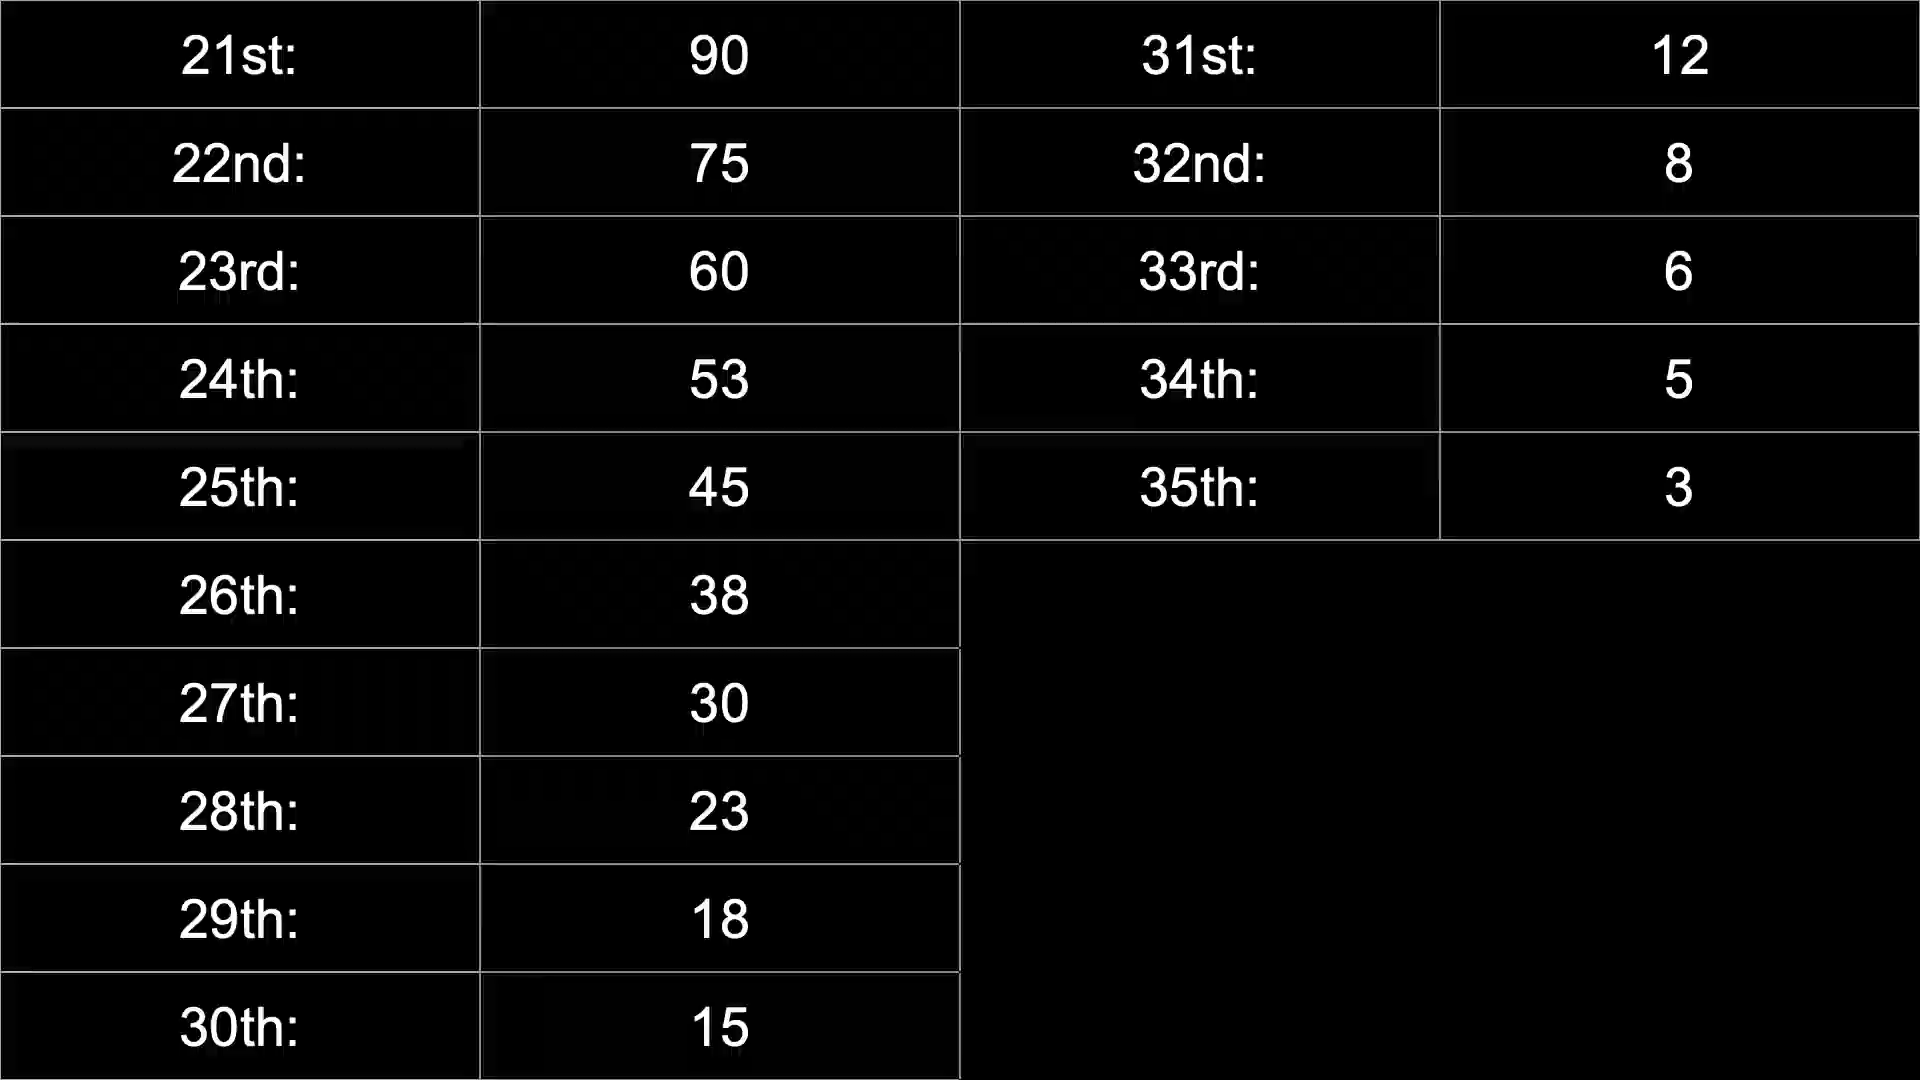 21st: 90 31st: 12
22nd: 75 32nd: 8
23rd: 60 33rd: 6
24th: 53 34th: 5
25th: 45 35th: 3
26th: 38
27th: 30
28th: 23
29th: 18
30th: 15